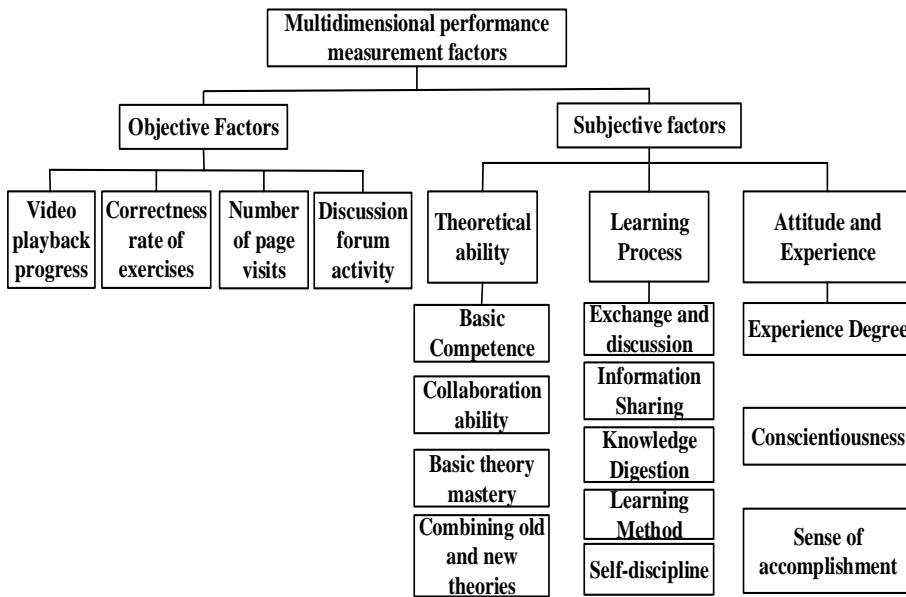 Multidimensional performance
measurement factors
Objective Factors
Subjective factors
Video
playback
progress
Correctness
rate of
exercises
Number
of page
visits
Discussion
forum
activity
Theoretical
ability
Learning
Process
Attitude and
Experience
Basic
Competence
Collaboration
ability
Basic theory
mastery
Combining old
and new
theories
Exchange and
discussion
Information
Sharing
Knowledge
Digestion
Learning
Method
Self-discipline
Experience Degree
Conscientiousness
Sense of
accomplishment